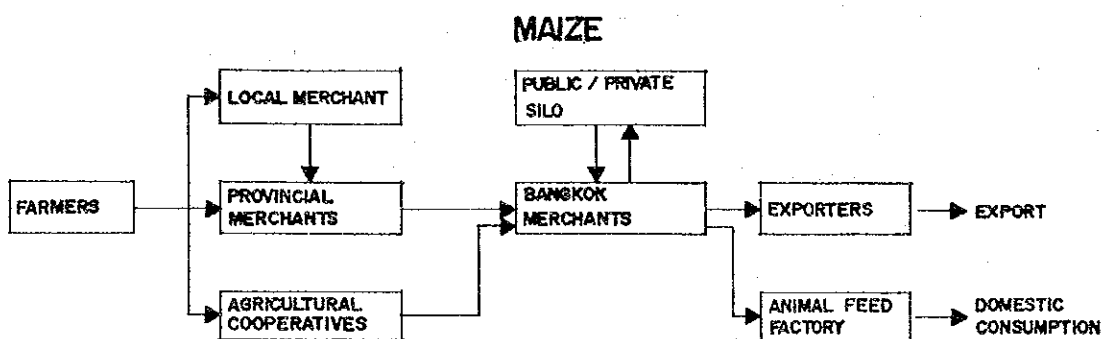 MAIZE
LOCAL MERCHANT
PUBLIC / PRIVATE
SILO
FARMERS
PROVINCIAL
MERCHANTS
BANGKOK
MERCHANTS
EXPORTERS
EXPORT
AGRICULTURAL
COOPERATIVES
ANIMAL FEED
FACTORY
DOMESTIC
CONSUMPTION